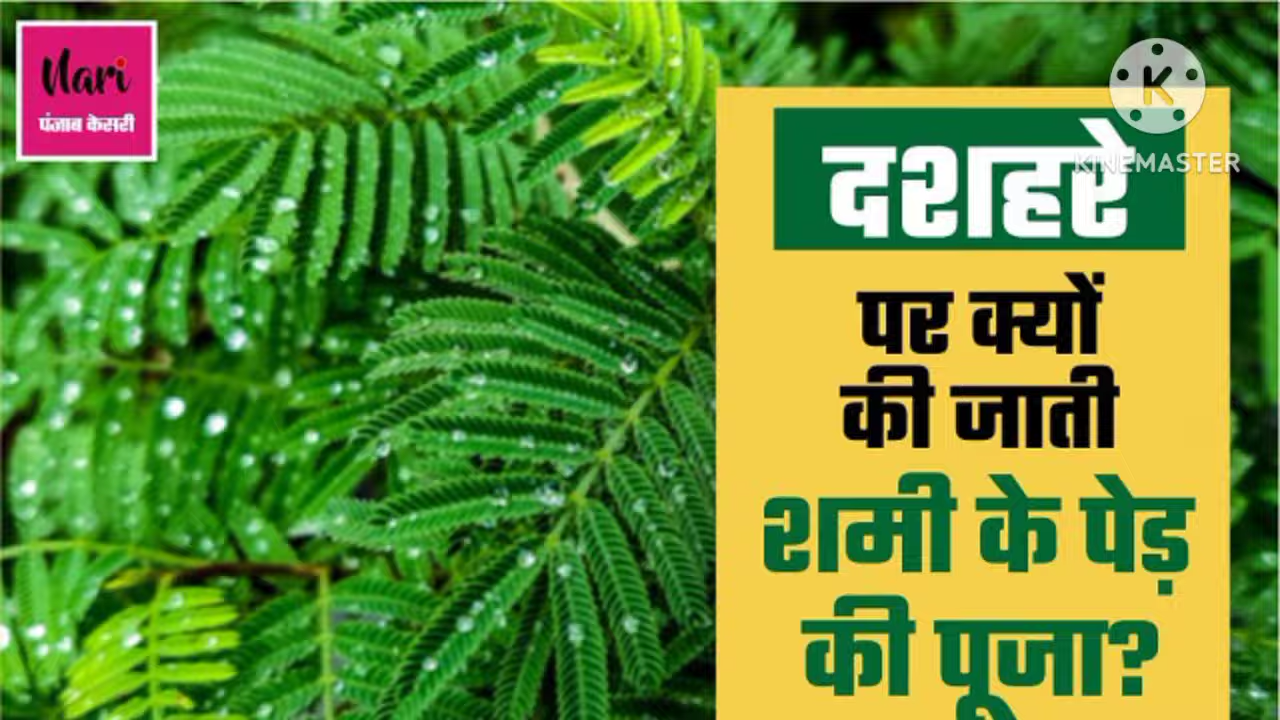 Nari
पंजाब केसरी
KINEMASTER
दशहरे
पर क्यों
की जाती
शमी के पेड़
की पूजा?